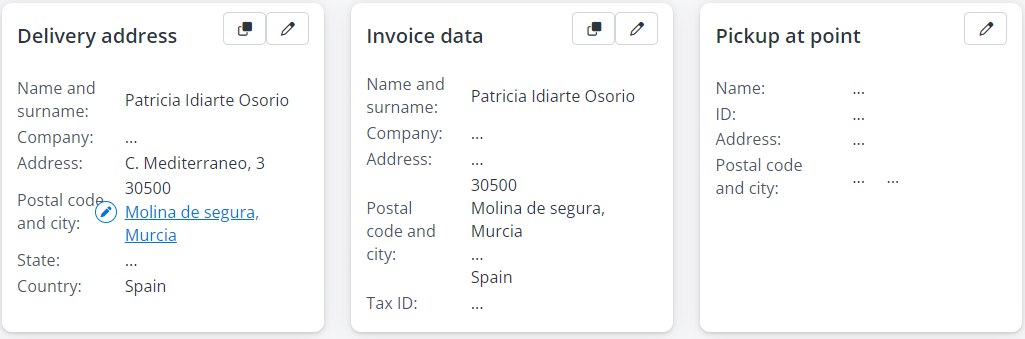 Delivery address
Name and surname: Patricia Idiarte Osorio
Company: ...
Address: C. Mediterraneo, 3
Postal code and city: 30500 Molina de segura, Murcia
State: ...
Country: Spain
Invoice data
Name and surname: Patricia Idiarte Osorio
Company: ...
Address: ...
Postal code and city: 30500 Molina de segura, Murcia ... Spain
Tax ID: ...
Pickup at point
Name: ...
ID: ...
Address: ...
Postal code and city: ... ...